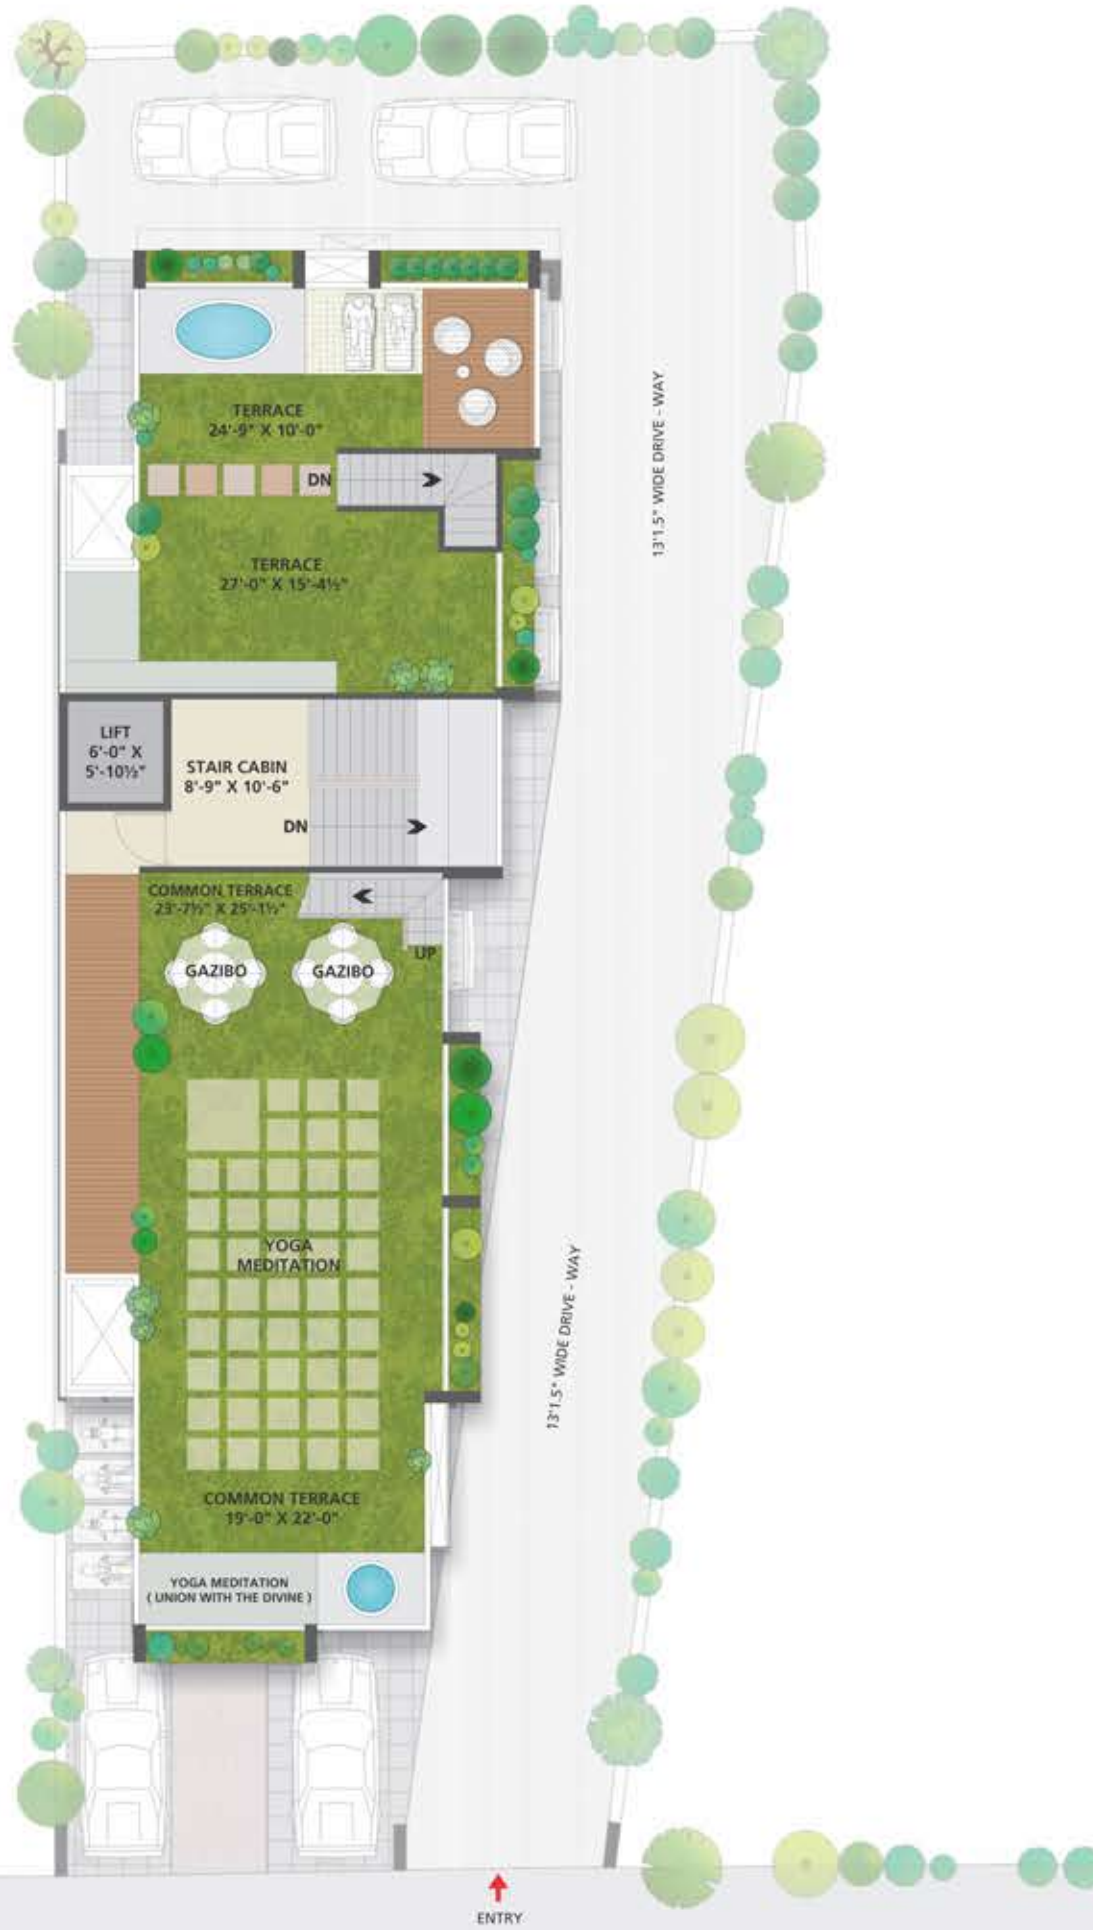 TERRACE
24'-9" X 10'-0"
DN
TERRACE
27'-0" X 15'-4½"
13'1.5" WIDE DRIVE - WAY
LIFT
6'-0" X
5'-10½"
STAIR CABIN
8'-9" X 10'-6"
DN
COMMON TERRACE
23'-7½" X 25'-1½"
UP
GAZIBO
GAZIBO
YOGA
MEDITATION
13'1.5" WIDE DRIVE - WAY
COMMON TERRACE
19'-0" X 22'-0"
YOGA MEDITATION
( UNION WITH THE DIVINE )
ENTRY